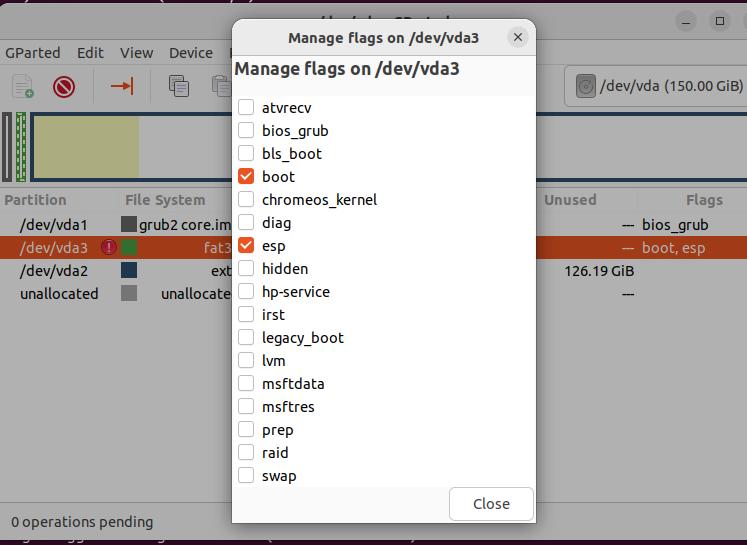 Manage flags on /dev/vda3
GParted Edit View Device
Manage flags on /dev/vda3
/dev/vda (150.00 GiB)
atvrecv
bios_grub
bls_boot
boot
chromeos_kernel
diag
esp
hidden
hp-service
irst
legacy_boot
lvm
msftdata
msftres
prep
raid
swap
Close
Partition File System Unused Flags
/dev/vda1 grub2 core.im --- bios_grub
/dev/vda3 fat3 --- boot, esp
/dev/vda2 ext 126.19 GiB
unallocated unallocate ---
0 operations pending